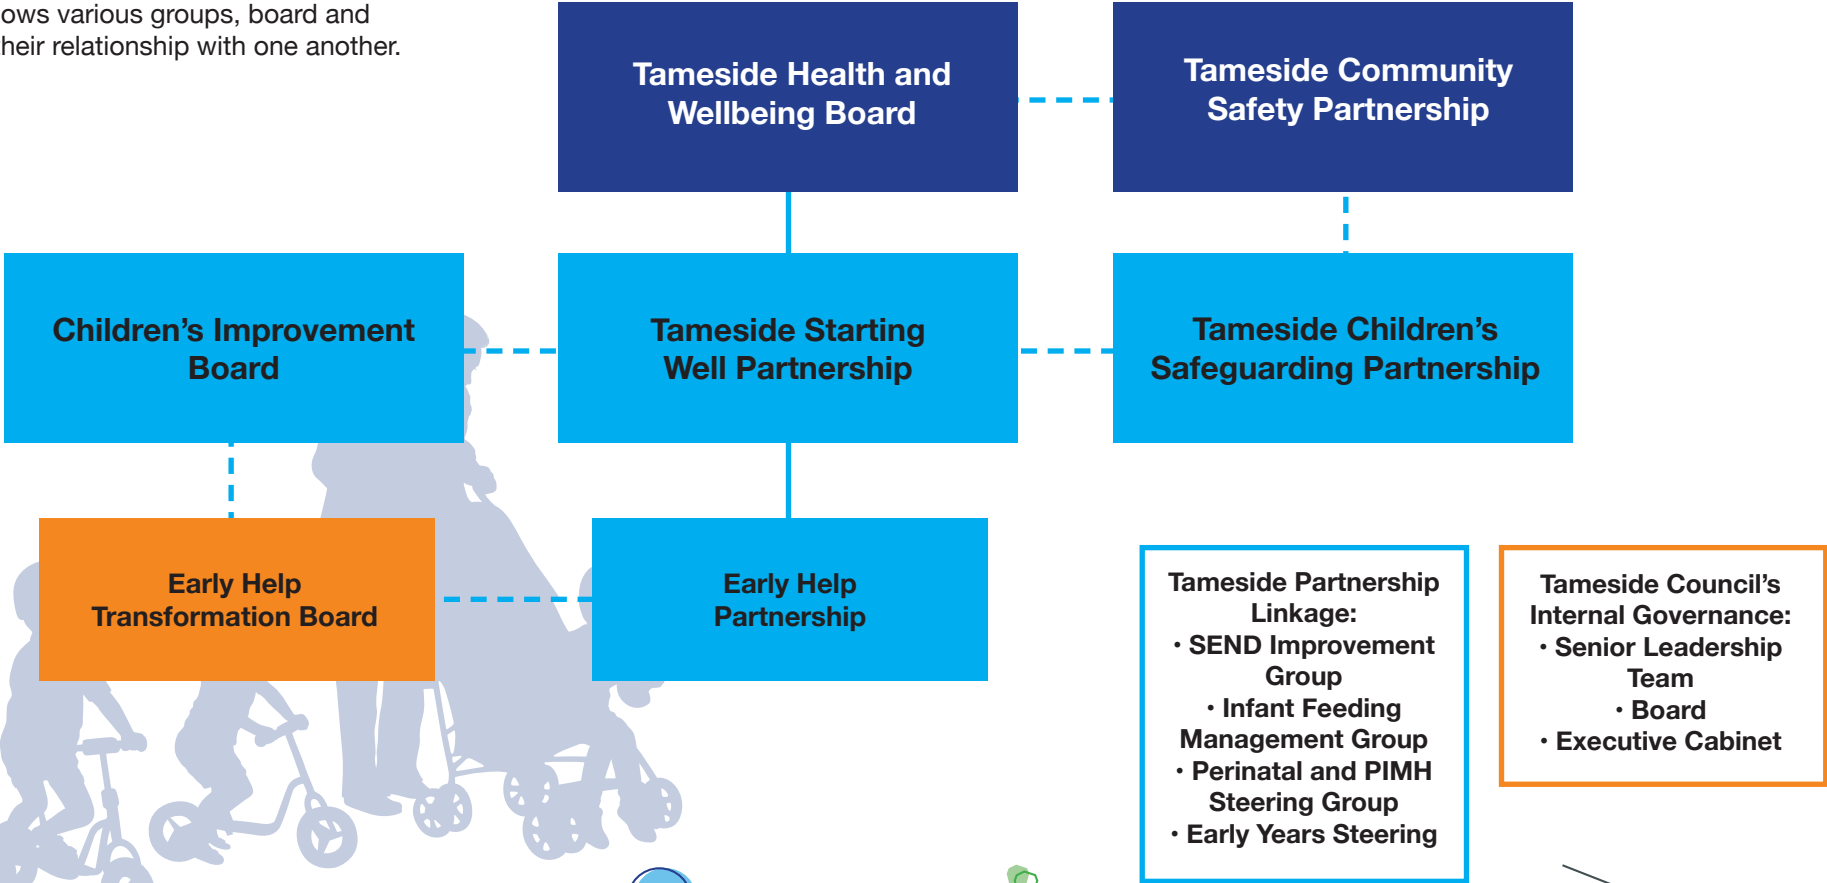 ows various groups, board and
their relationship with one another.
Tameside Health and
Wellbeing Board
Tameside Community
Safety Partnership
Children’s Improvement
Board
Tameside Starting
Well Partnership
Tameside Children’s
Safeguarding Partnership
Early Help
Transformation Board
Early Help
Partnership
Tameside Partnership
Linkage:
• SEND Improvement
Group
• Infant Feeding
Management Group
• Perinatal and PIMH
Steering Group
• Early Years Steering
Tameside Council’s
Internal Governance:
• Senior Leadership
Team
• Board
• Executive Cabinet